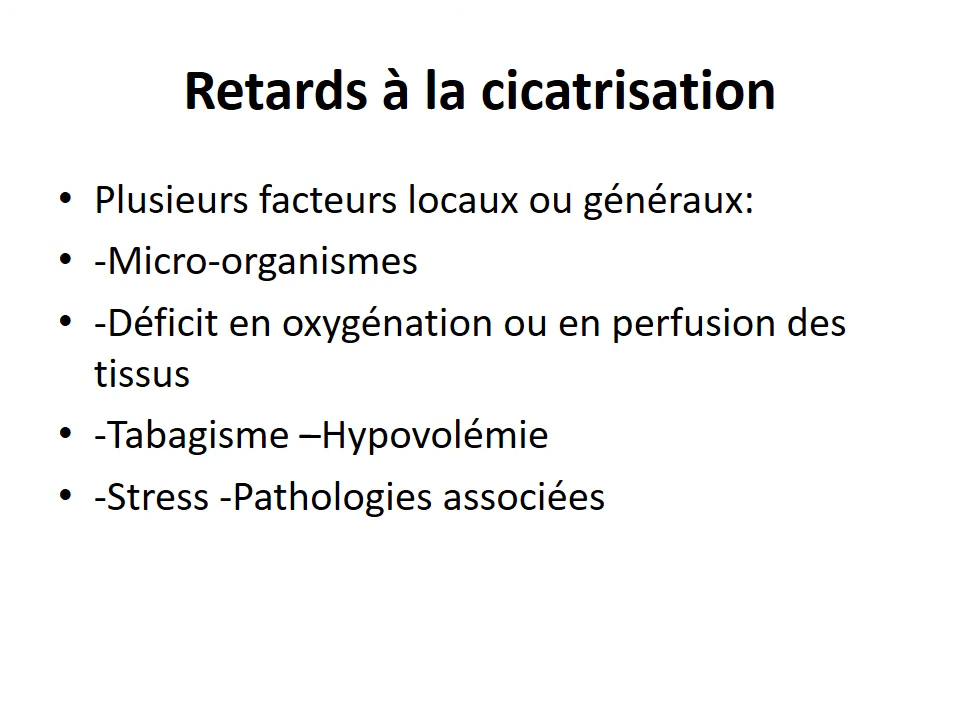 Retards à la cicatrisation
• Plusieurs facteurs locaux ou généraux:
• -Micro-organismes
• -Déficit en oxygénation ou en perfusion des
tissus
• -Tabagisme –Hypovolémie
• -Stress -Pathologies associées